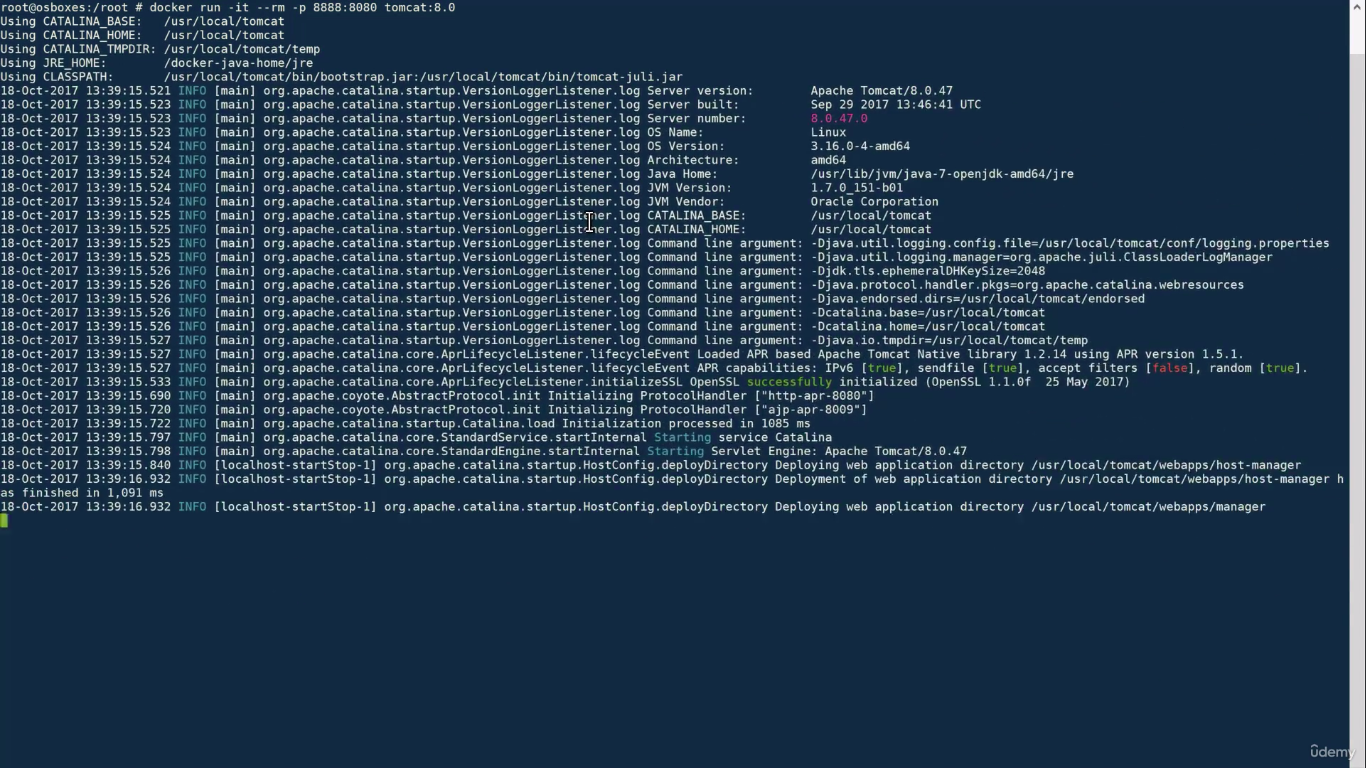 root@osboxes:/root # docker run -it --rm -p 8888:8080 tomcat:8.0
Using CATALINA_BASE:   /usr/local/tomcat
Using CATALINA_HOME:   /usr/local/tomcat
Using CATALINA_TMPDIR: /usr/local/tomcat/temp
Using JRE_HOME:        /docker-java-home/jre
Using CLASSPATH:       /usr/local/tomcat/bin/bootstrap.jar:/usr/local/tomcat/bin/tomcat-juli.jar
18-Oct-2017 13:39:15.521 INFO [main] org.apache.catalina.startup.VersionLoggerListener.log Server version:        Apache Tomcat/8.0.47
18-Oct-2017 13:39:15.523 INFO [main] org.apache.catalina.startup.VersionLoggerListener.log Server built:          Sep 29 2017 13:46:41 UTC
18-Oct-2017 13:39:15.523 INFO [main] org.apache.catalina.startup.VersionLoggerListener.log Server number:         8.0.47.0
18-Oct-2017 13:39:15.523 INFO [main] org.apache.catalina.startup.VersionLoggerListener.log OS Name:               Linux
18-Oct-2017 13:39:15.524 INFO [main] org.apache.catalina.startup.VersionLoggerListener.log OS Version:            3.16.0-4-amd64
18-Oct-2017 13:39:15.524 INFO [main] org.apache.catalina.startup.VersionLoggerListener.log Architecture:          amd64
18-Oct-2017 13:39:15.524 INFO [main] org.apache.catalina.startup.VersionLoggerListener.log Java Home:             /usr/lib/jvm/java-7-openjdk-amd64/jre
18-Oct-2017 13:39:15.524 INFO [main] org.apache.catalina.startup.VersionLoggerListener.log JVM Version:           1.7.0_151-b01
18-Oct-2017 13:39:15.524 INFO [main] org.apache.catalina.startup.VersionLoggerListener.log JVM Vendor:            Oracle Corporation
18-Oct-2017 13:39:15.525 INFO [main] org.apache.catalina.startup.VersionLoggerListener.log CATALINA_BASE:         /usr/local/tomcat
18-Oct-2017 13:39:15.525 INFO [main] org.apache.catalina.startup.VersionLoggerListener.log CATALINA_HOME:         /usr/local/tomcat
18-Oct-2017 13:39:15.525 INFO [main] org.apache.catalina.startup.VersionLoggerListener.log Command line argument: -Djava.util.logging.config.file=/usr/local/tomcat/conf/logging.properties
18-Oct-2017 13:39:15.525 INFO [main] org.apache.catalina.startup.VersionLoggerListener.log Command line argument: -Djava.util.logging.manager=org.apache.juli.ClassLoaderLogManager
18-Oct-2017 13:39:15.526 INFO [main] org.apache.catalina.startup.VersionLoggerListener.log Command line argument: -Djdk.tls.ephemeralDHKeySize=2048
18-Oct-2017 13:39:15.526 INFO [main] org.apache.catalina.startup.VersionLoggerListener.log Command line argument: -Djava.protocol.handler.pkgs=org.apache.catalina.webresources
18-Oct-2017 13:39:15.526 INFO [main] org.apache.catalina.startup.VersionLoggerListener.log Command line argument: -Djava.endorsed.dirs=/usr/local/tomcat/endorsed
18-Oct-2017 13:39:15.526 INFO [main] org.apache.catalina.startup.VersionLoggerListener.log Command line argument: -Dcatalina.base=/usr/local/tomcat
18-Oct-2017 13:39:15.526 INFO [main] org.apache.catalina.startup.VersionLoggerListener.log Command line argument: -Dcatalina.home=/usr/local/tomcat
18-Oct-2017 13:39:15.527 INFO [main] org.apache.catalina.startup.VersionLoggerListener.log Command line argument: -Djava.io.tmpdir=/usr/local/tomcat/temp
18-Oct-2017 13:39:15.527 INFO [main] org.apache.catalina.core.AprLifecycleListener.lifecycleEvent Loaded APR based Apache Tomcat Native library 1.2.14 using APR version 1.5.1.
18-Oct-2017 13:39:15.527 INFO [main] org.apache.catalina.core.AprLifecycleListener.lifecycleEvent APR capabilities: IPv6 [true], sendfile [true], accept filters [false], random [true].
18-Oct-2017 13:39:15.533 INFO [main] org.apache.catalina.core.AprLifecycleListener.initializeSSL OpenSSL successfully initialized (OpenSSL 1.1.0f  25 May 2017)
18-Oct-2017 13:39:15.690 INFO [main] org.apache.coyote.AbstractProtocol.init Initializing ProtocolHandler ["http-apr-8080"]
18-Oct-2017 13:39:15.720 INFO [main] org.apache.coyote.AbstractProtocol.init Initializing ProtocolHandler ["ajp-apr-8009"]
18-Oct-2017 13:39:15.722 INFO [main] org.apache.catalina.startup.Catalina.load Initialization processed in 1085 ms
18-Oct-2017 13:39:15.797 INFO [main] org.apache.catalina.core.StandardService.startInternal Starting service Catalina
18-Oct-2017 13:39:15.798 INFO [main] org.apache.catalina.core.StandardEngine.startInternal Starting Servlet Engine: Apache Tomcat/8.0.47
18-Oct-2017 13:39:15.840 INFO [localhost-startStop-1] org.apache.catalina.startup.HostConfig.deployDirectory Deploying web application directory /usr/local/tomcat/webapps/host-manager
18-Oct-2017 13:39:16.932 INFO [localhost-startStop-1] org.apache.catalina.startup.HostConfig.deployDirectory Deployment of web application directory /usr/local/tomcat/webapps/host-manager h
as finished in 1,091 ms
18-Oct-2017 13:39:16.932 INFO [localhost-startStop-1] org.apache.catalina.startup.HostConfig.deployDirectory Deploying web application directory /usr/local/tomcat/webapps/manager
ûdemy